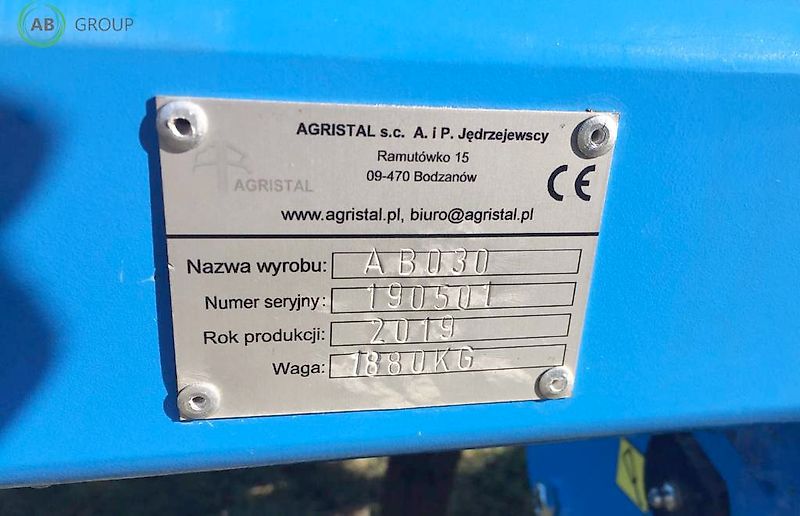 AB GROUP
AGRISTAL s.c. A. i P. Jędrzejewscy
Ramutówko 15
09-470 Bodzanów
AGRISTAL
CE
www.agristal.pl, biuro@agristal.pl
Nazwa wyrobu: AB030
Numer seryjny: 190501
Rok produkcji: 2019
Waga: 1880KG